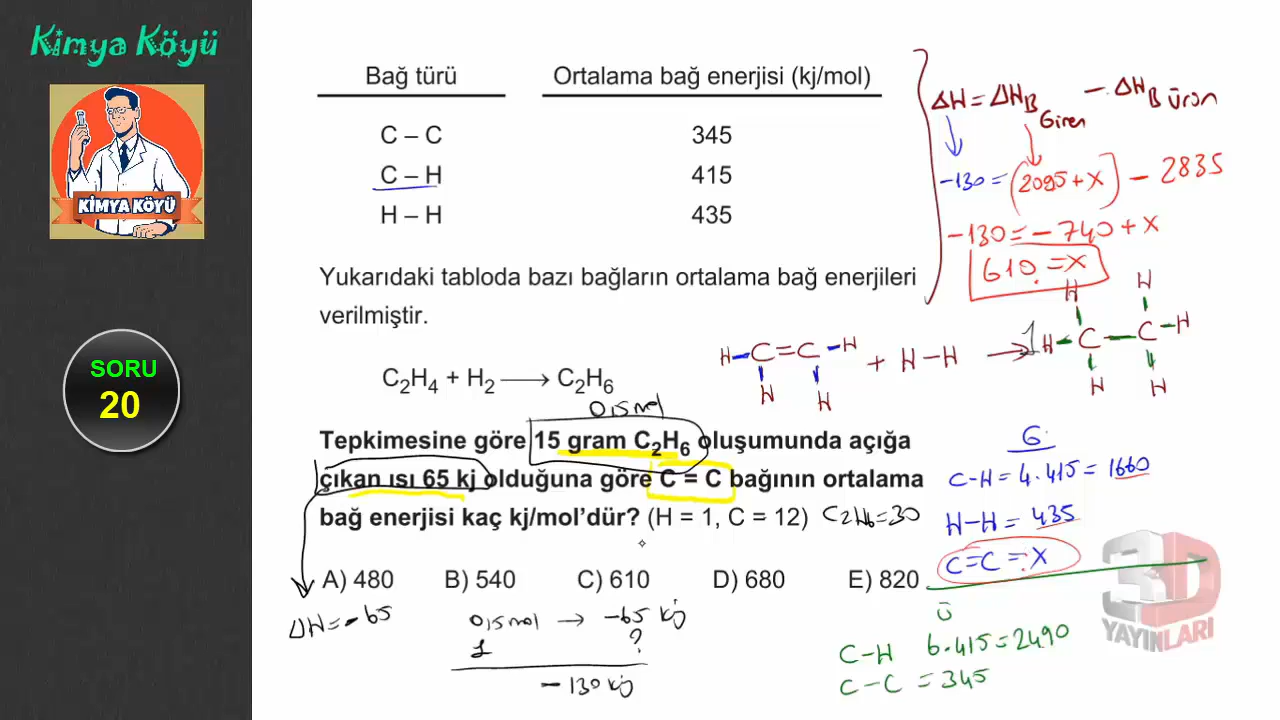 Kimya Köyü
KİMYA KÖYÜ
SORU
20
Bağ türü Ortalama bağ enerjisi (kj/mol)
C – C 345
C – H 415
H – H 435
Yukarıdaki tabloda bazı bağların ortalama bağ enerjileri
verilmiştir.
C₂H₄ + H₂ ⟶ C₂H₆
0,5 mol
Tepkimesine göre 15 gram C₂H₆ oluşumunda açığa
çıkan ısı 65 kj olduğuna göre C = C bağının ortalama
bağ enerjisi kaç kj/mol'dür? (H = 1, C = 12) C₂H₆=30
A) 480 B) 540 C) 610 D) 680 E) 820
ΔH=-65
0,5 mol → -65 kj
1 ?
-130 kj
ΔH = ΔHB Giren - ΔHB Ürün
-130 = (2095+X) - 2835
-130 = -740 + X
610 = X
H H
H-C=C-H + H-H → H-C-C-H
H H H H
G
C-H = 4.415 = 1660
H-H = 435
C=C = X
Ü
C-H 6.415 = 2490
C-C = 345
3D
YAYINLARI